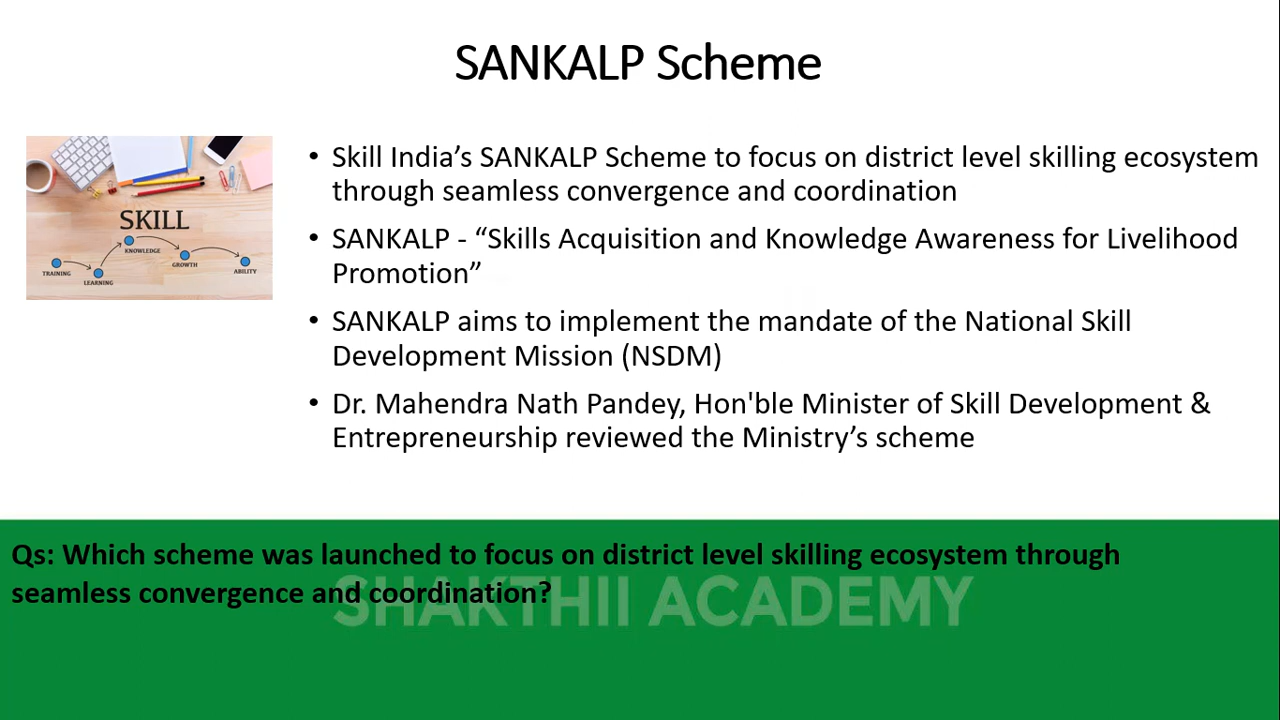 SANKALP Scheme
SKILL
TRAINING
LEARNING
KNOWLEDGE
GROWTH
ABILITY
• Skill India’s SANKALP Scheme to focus on district level skilling ecosystem
through seamless convergence and coordination
• SANKALP - “Skills Acquisition and Knowledge Awareness for Livelihood
Promotion”
• SANKALP aims to implement the mandate of the National Skill
Development Mission (NSDM)
• Dr. Mahendra Nath Pandey, Hon'ble Minister of Skill Development &
Entrepreneurship reviewed the Ministry’s scheme
Qs: Which scheme was launched to focus on district level skilling ecosystem through
seamless convergence and coordination?
SHAKTHII ACADEMY